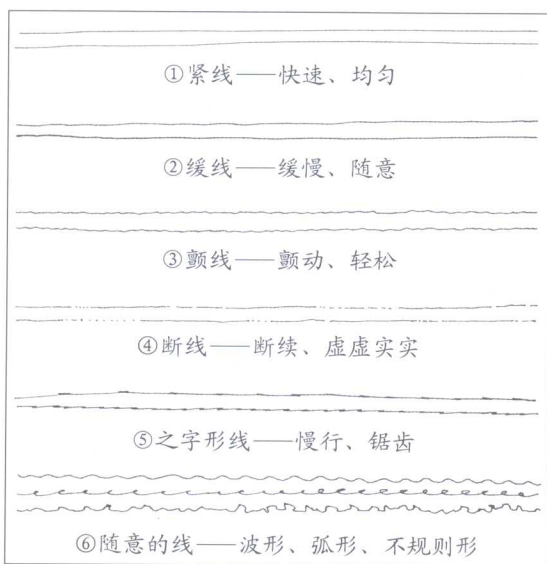 ①紧线——快速、均匀
②缓线——缓慢、随意
③颤线——颤动、轻松
④断线——断续、虚虚实实
⑤之字形线——慢行、锯齿
⑥随意的线——波形、弧形、不规则形